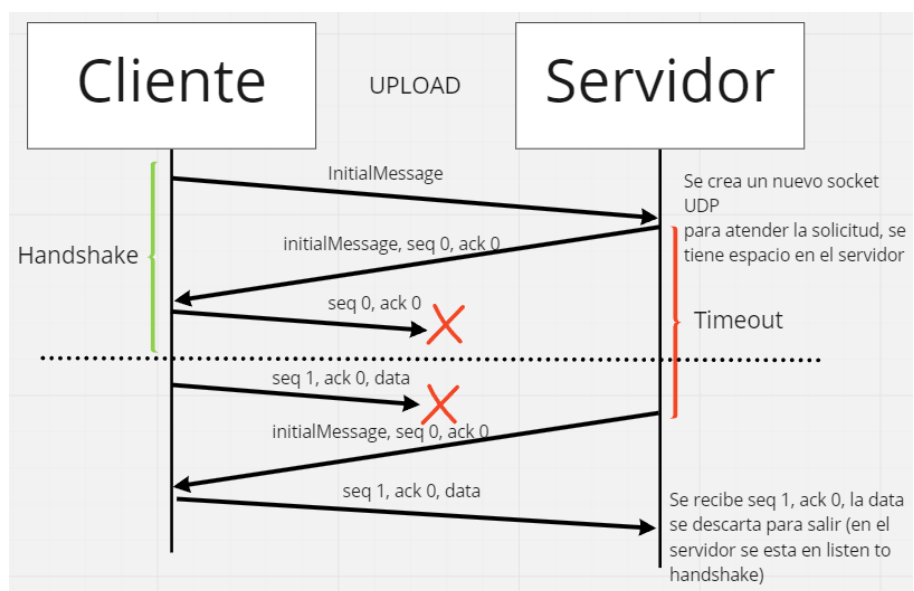 Cliente
UPLOAD
Servidor
InitialMessage
Se crea un nuevo socket
UDP
para atender la solicitud, se
tiene espacio en el servidor
initialMessage, seq 0, ack 0
Handshake
seq 0, ack 0
Timeout
seq 1, ack 0, data
initialMessage, seq 0, ack 0
seq 1, ack 0, data
Se recibe seq 1, ack 0, la data
se descarta para salir (en el
servidor se esta en listen to
handshake)